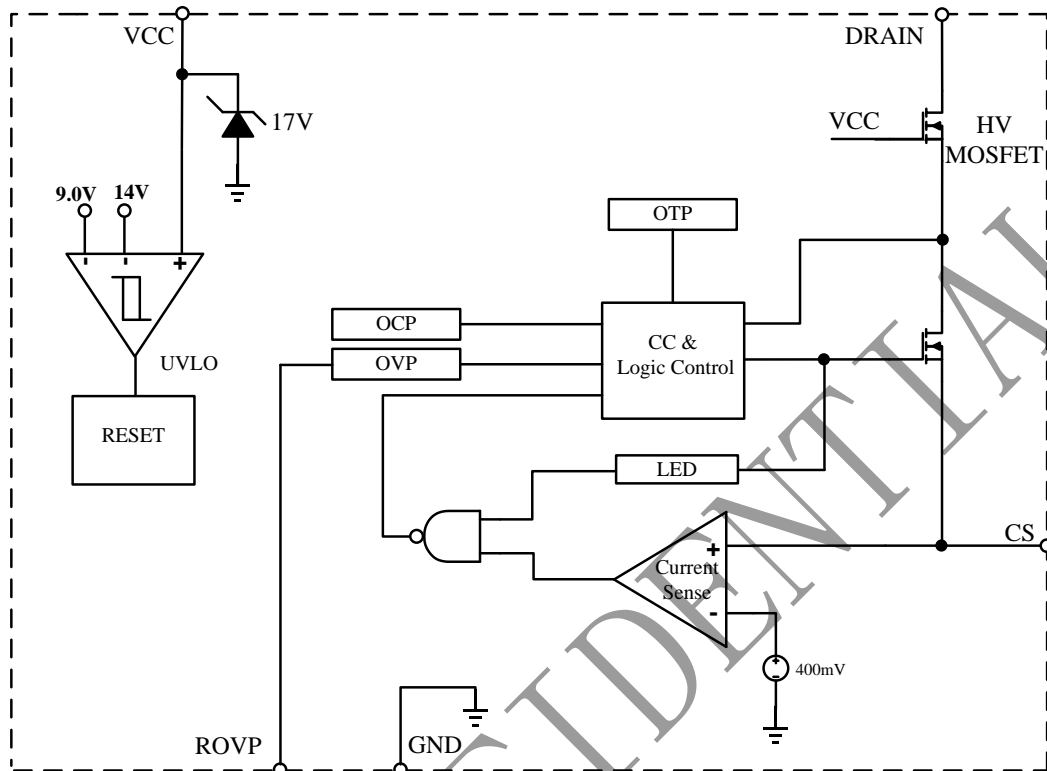 VCC
DRAIN
17V
VCC
HV
MOSFET
9.0V
14V
OTP
- - +
OCP
CC &
Logic Control
OVP
UVLO
RESET
LED
CS
+
Current
Sense
-
+
-
400mV
ROVP
GND
IDENTIAL